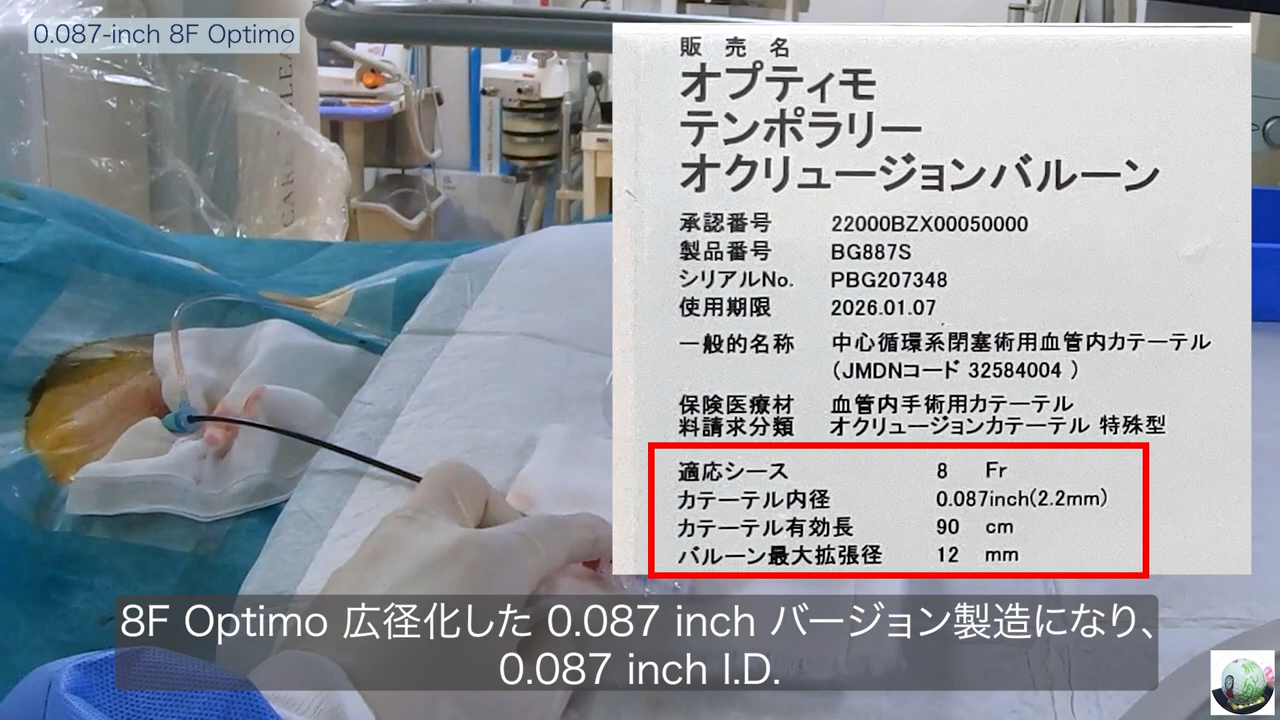 0.087-inch 8F Optimo
販 売 名
オプティモ
テンポラリー
オクリュージョンバルーン
承認番号 22000BZX00050000
製品番号 BG887S
シリアルNo. PBG207348
使用期限 2026.01.07
一般的名称 中心循環系閉塞術用血管内カテーテル
（JMDNコード 32584004 ）
保険医療材 血管内手術用カテーテル
料請求分類 オクリュージョンカテーテル 特殊型
適応シース 8 Fr
カテーテル内径 0.087inch(2.2mm)
カテーテル有効長 90 cm
バルーン最大拡張径 12 mm
8F Optimo 広径化した 0.087 inch バージョン製造になり、
0.087 inch I.D.